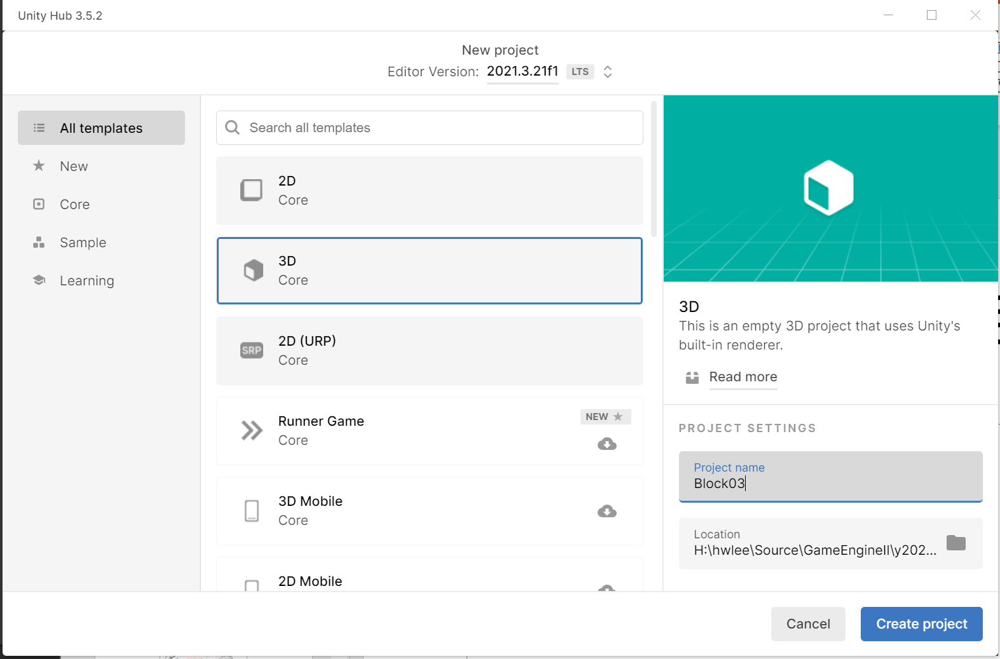 Unity Hub 3.5.2
New project
Editor Version: 2021.3.21f1 LTS
All templates
New
Core
Sample
Learning
Search all templates
2D
Core
3D
Core
SRP
2D (URP)
Core
Runner Game
Core
NEW
3D Mobile
Core
2D Mobile
3D
This is an empty 3D project that uses Unity's
built-in renderer.
Read more
PROJECT SETTINGS
Project name
Block03
Location
H:\hwlee\Source\GameEngineII\y202...
Cancel
Create project